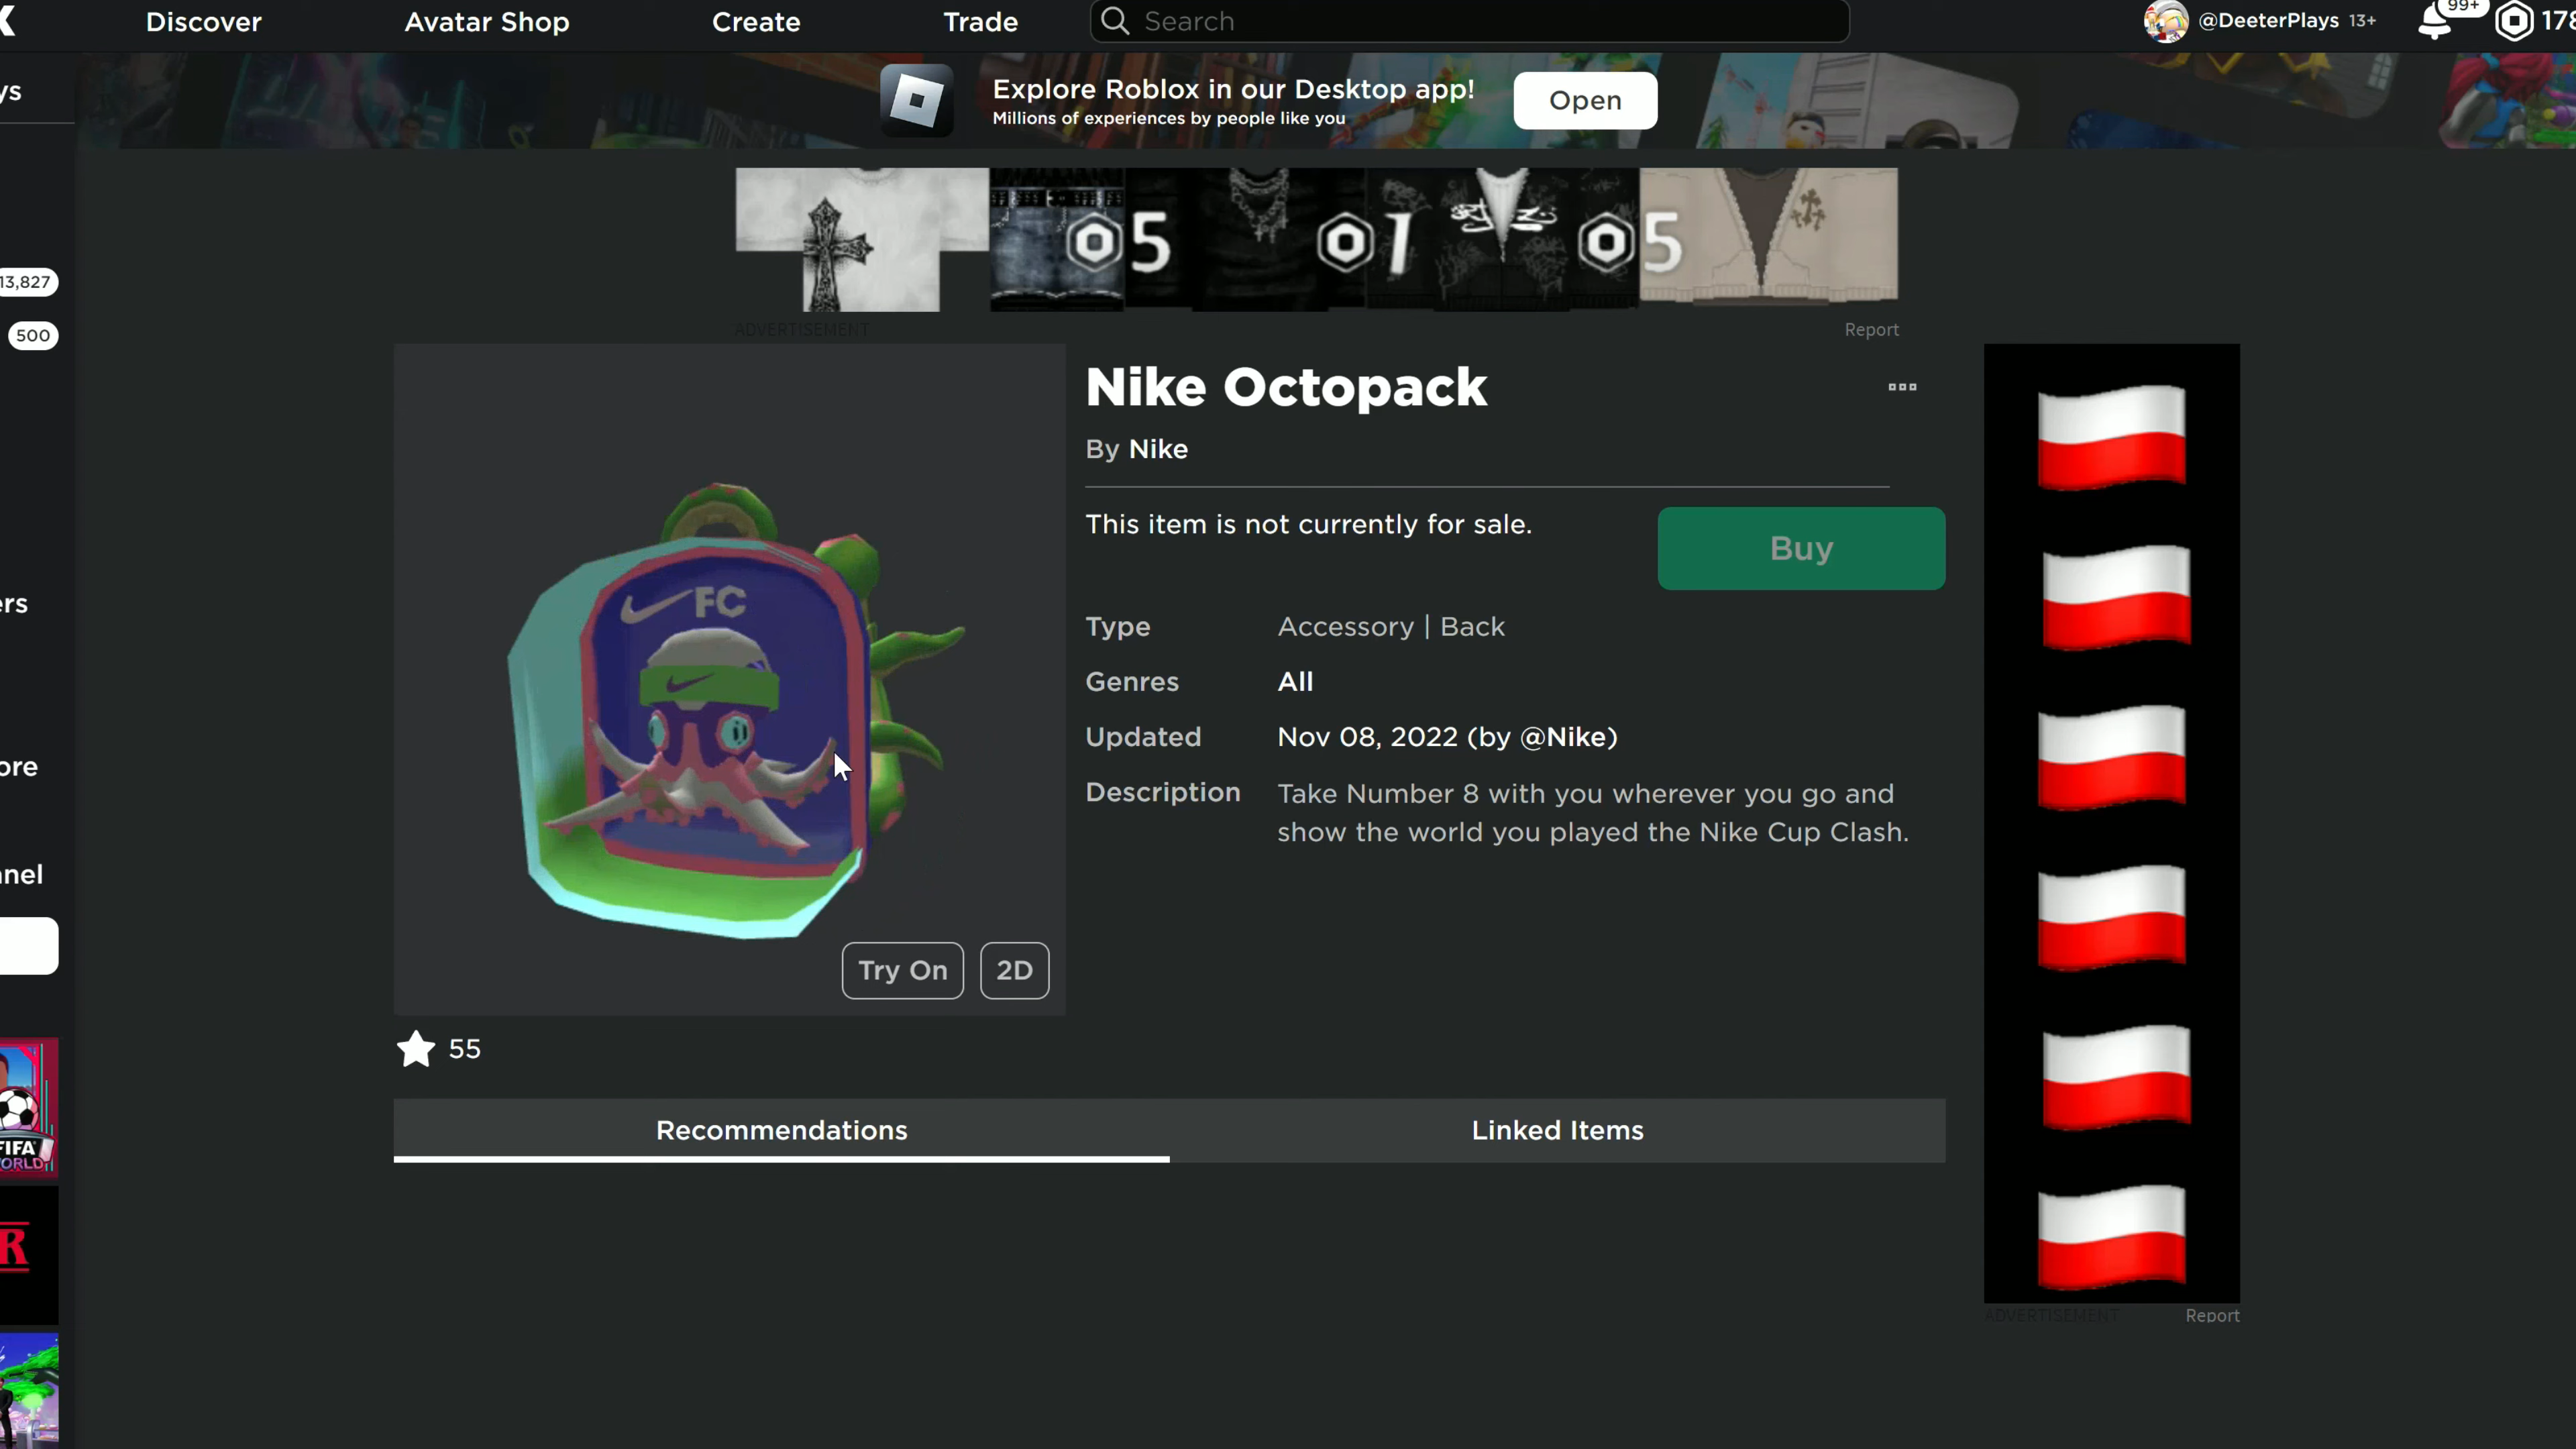 Discover Avatar Shop Create Trade Search @DeeterPlays 13+ 99+
Explore Roblox in our Desktop app!
Millions of experiences by people like you
Open
5 1 5
ADVERTISEMENT Report
13,827
500
Nike Octopack
By Nike
This item is not currently for sale.
Buy
Type Accessory | Back
Genres All
Updated Nov 08, 2022 (by @Nike)
Description Take Number 8 with you wherever you go and
show the world you played the Nike Cup Clash.
FC
Try On 2D
55
Recommendations Linked Items
FIFA
WORLD
R
ADVERTISEMENT Report